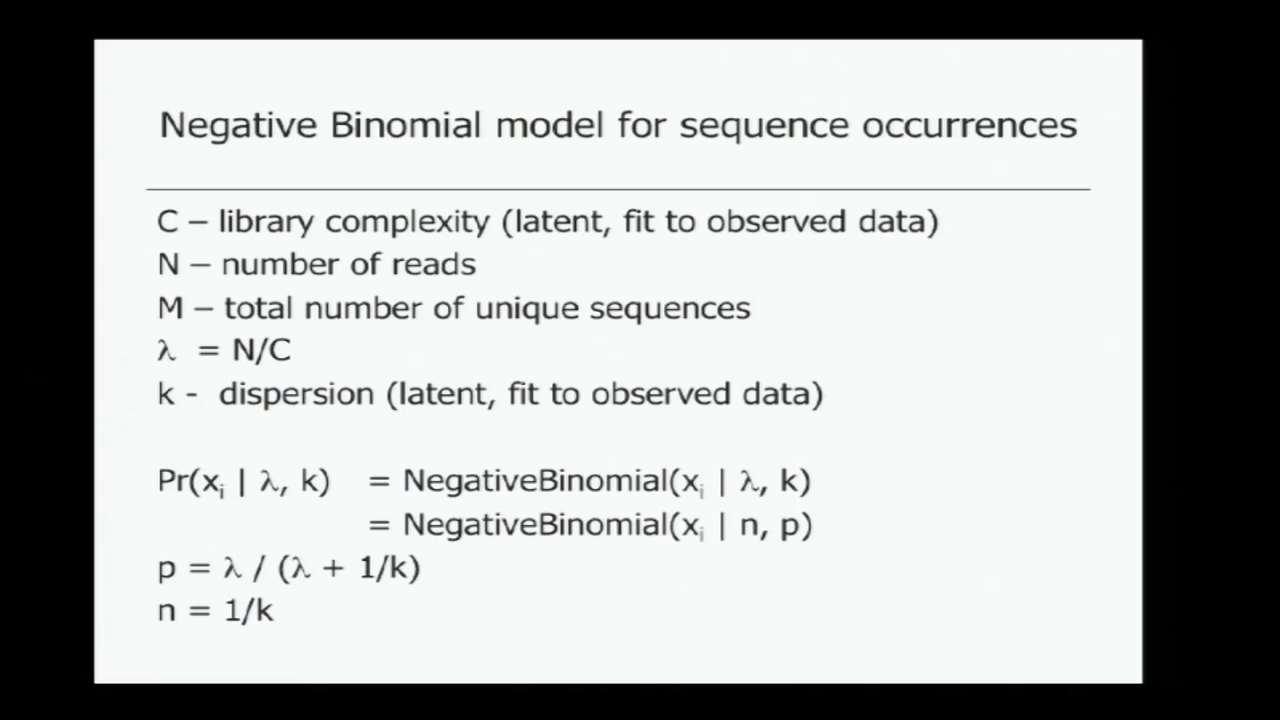 Negative Binomial model for sequence occurrences
C – library complexity (latent, fit to observed data)
N – number of reads
M – total number of unique sequences
λ = N/C
k - dispersion (latent, fit to observed data)
Pr(xᵢ | λ, k) = NegativeBinomial(xᵢ | λ, k)
= NegativeBinomial(xᵢ | n, p)
p = λ / (λ + 1/k)
n = 1/k